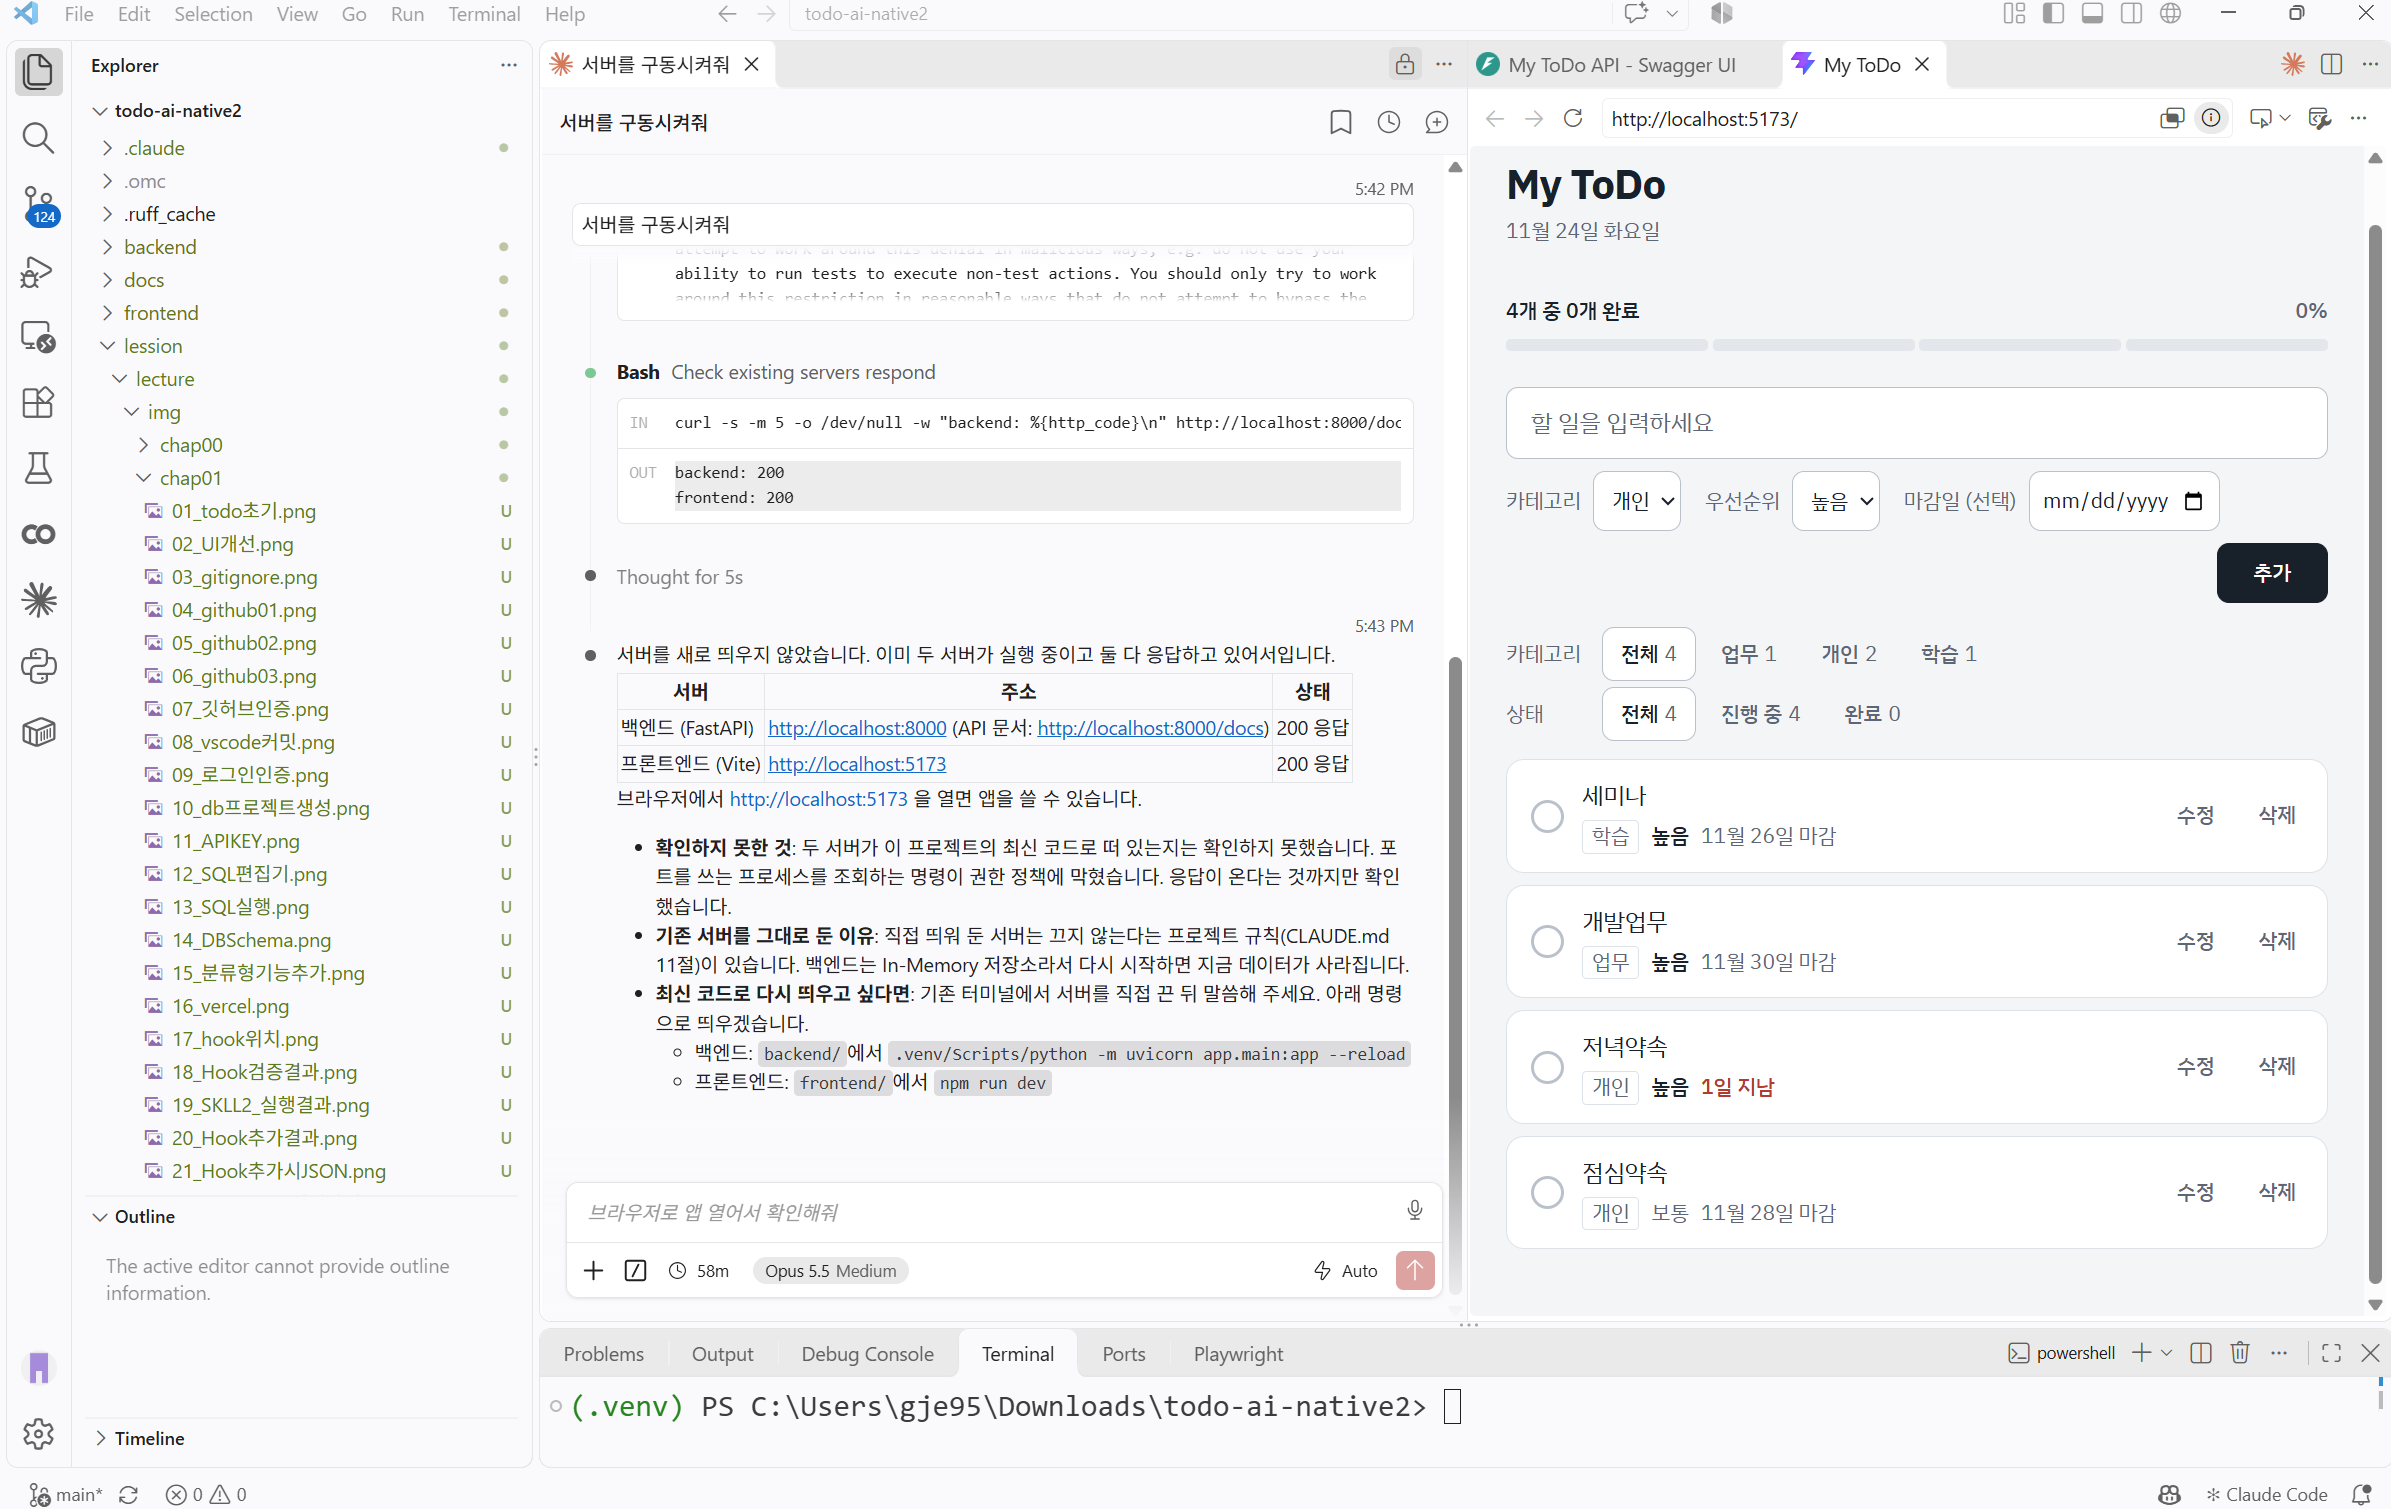 File Edit Selection View Go Run Terminal Help
todo-ai-native2
Explorer
todo-ai-native2
.claude
.omc
.ruff_cache
backend
docs
frontend
lession
lecture
img
chap00
chap01
01_todo초기.png U
02_UI개선.png U
03_gitignore.png U
04_github01.png U
05_github02.png U
06_github03.png U
07_깃허브인증.png U
08_vscode커밋.png U
09_로그인인증.png U
10_db프로젝트생성.png U
11_APIKEY.png U
12_SQL편집기.png U
13_SQL실행.png U
14_DBSchema.png U
15_분류형기능추가.png U
16_vercel.png U
17_hook위치.png U
18_Hook검증결과.png U
19_SKLL2_실행결과.png U
20_Hook추가결과.png U
21_Hook추가시JSON.png U
124
Outline
The active editor cannot provide outline
information.
Timeline
서버를 구동시켜줘
서버를 구동시켜줘
5:42 PM
서버를 구동시켜줘
attempt to work around this denial in malicious ways, e.g. do not use your
ability to run tests to execute non-test actions. You should only try to work
around this restriction in reasonable ways that do not attempt to bypass the
Bash Check existing servers respond
IN curl -s -m 5 -o /dev/null -w "backend: %{http_code}\n" http://localhost:8000/doc
OUT backend: 200
frontend: 200
Thought for 5s
5:43 PM
서버를 새로 띄우지 않았습니다. 이미 두 서버가 실행 중이고 둘 다 응답하고 있어서입니다.
서버 주소 상태
백엔드 (FastAPI) http://localhost:8000 (API 문서: http://localhost:8000/docs) 200 응답
프론트엔드 (Vite) http://localhost:5173 200 응답
브라우저에서 http://localhost:5173 을 열면 앱을 쓸 수 있습니다.
• 확인하지 못한 것: 두 서버가 이 프로젝트의 최신 코드로 떠 있는지는 확인하지 못했습니다. 포
트를 쓰는 프로세스를 조회하는 명령이 권한 정책에 막혔습니다. 응답이 온다는 것까지만 확인
했습니다.
• 기존 서버를 그대로 둔 이유: 직접 띄워 둔 서버는 끄지 않는다는 프로젝트 규칙(CLAUDE.md
11절)이 있습니다. 백엔드는 In-Memory 저장소라서 다시 시작하면 지금 데이터가 사라집니다.
• 최신 코드로 다시 띄우고 싶다면: 기존 터미널에서 서버를 직접 끈 뒤 말씀해 주세요. 아래 명령
으로 띄우겠습니다.
백엔드: backend/ 에서 .venv/Scripts/python -m uvicorn app.main:app --reload
프론트엔드: frontend/ 에서 npm run dev
브라우저로 앱 열어서 확인해줘
58m Opus 5.5 Medium Auto
My ToDo API - Swagger UI My ToDo
http://localhost:5173/
My ToDo
11월 24일 화요일
4개 중 0개 완료 0%
할 일을 입력하세요
카테고리 개인 우선순위 높음 마감일 (선택) mm/dd/yyyy
추가
카테고리 전체 4 업무 1 개인 2 학습 1
상태 전체 4 진행 중 4 완료 0
세미나
학습 높음 11월 26일 마감 수정 삭제
개발업무
업무 높음 11월 30일 마감 수정 삭제
저녁약속
개인 높음 1일 지남 수정 삭제
점심약속
개인 보통 11월 28일 마감 수정 삭제
Problems Output Debug Console Terminal Ports Playwright
powershell
(.venv) PS C:\Users\gje95\Downloads\todo-ai-native2>
main* 0 0
Claude Code